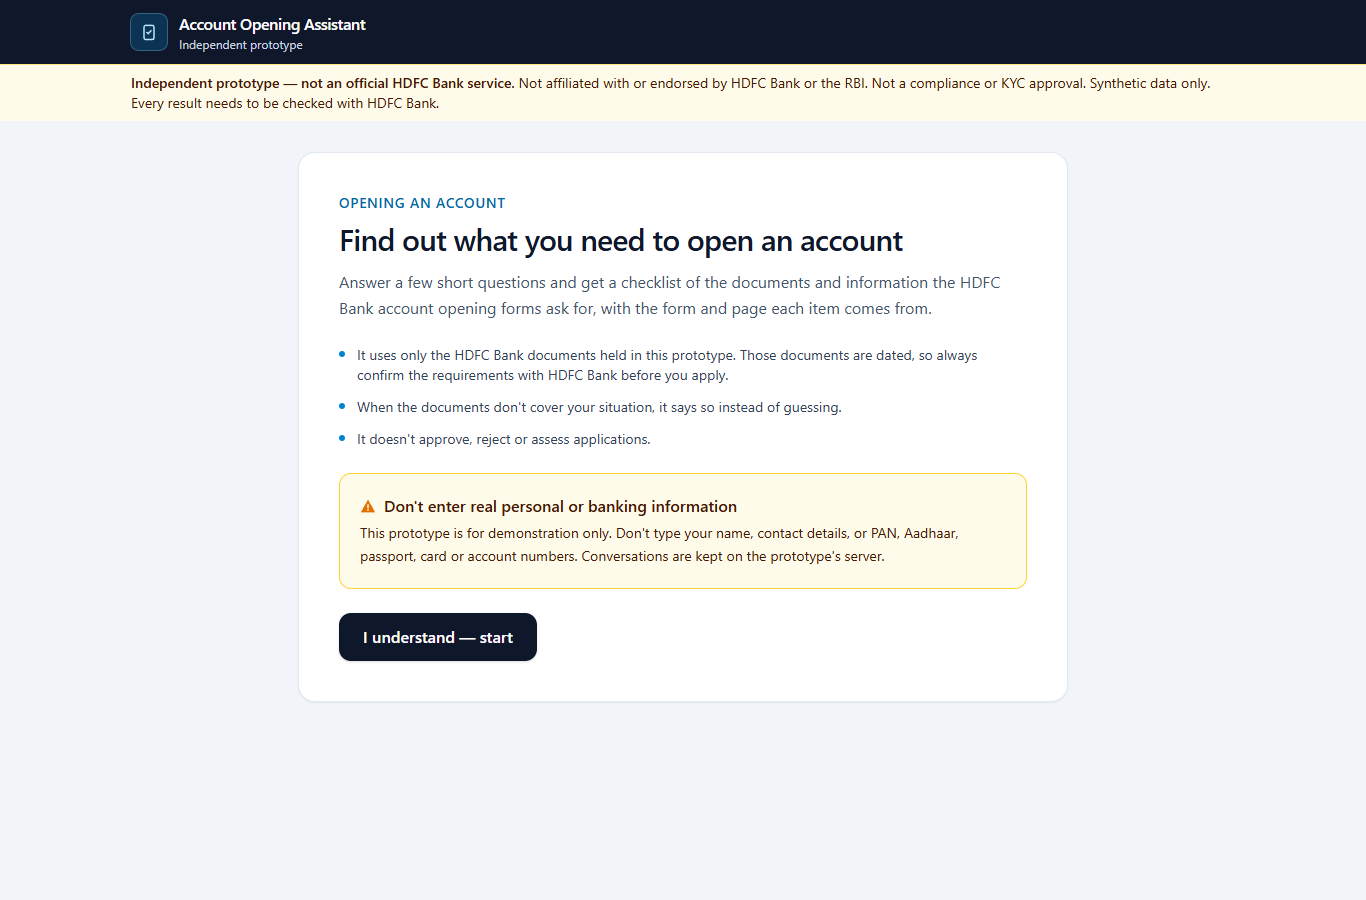 Account Opening Assistant
Independent prototype
Independent prototype — not an official HDFC Bank service. Not affiliated with or endorsed by HDFC Bank or the RBI. Not a compliance or KYC approval. Synthetic data only.
Every result needs to be checked with HDFC Bank.
OPENING AN ACCOUNT
Find out what you need to open an account
Answer a few short questions and get a checklist of the documents and information the HDFC
Bank account opening forms ask for, with the form and page each item comes from.
It uses only the HDFC Bank documents held in this prototype. Those documents are dated, so always
confirm the requirements with HDFC Bank before you apply.
When the documents don't cover your situation, it says so instead of guessing.
It doesn't approve, reject or assess applications.
Don't enter real personal or banking information
This prototype is for demonstration only. Don't type your name, contact details, or PAN, Aadhaar,
passport, card or account numbers. Conversations are kept on the prototype's server.
I understand — start